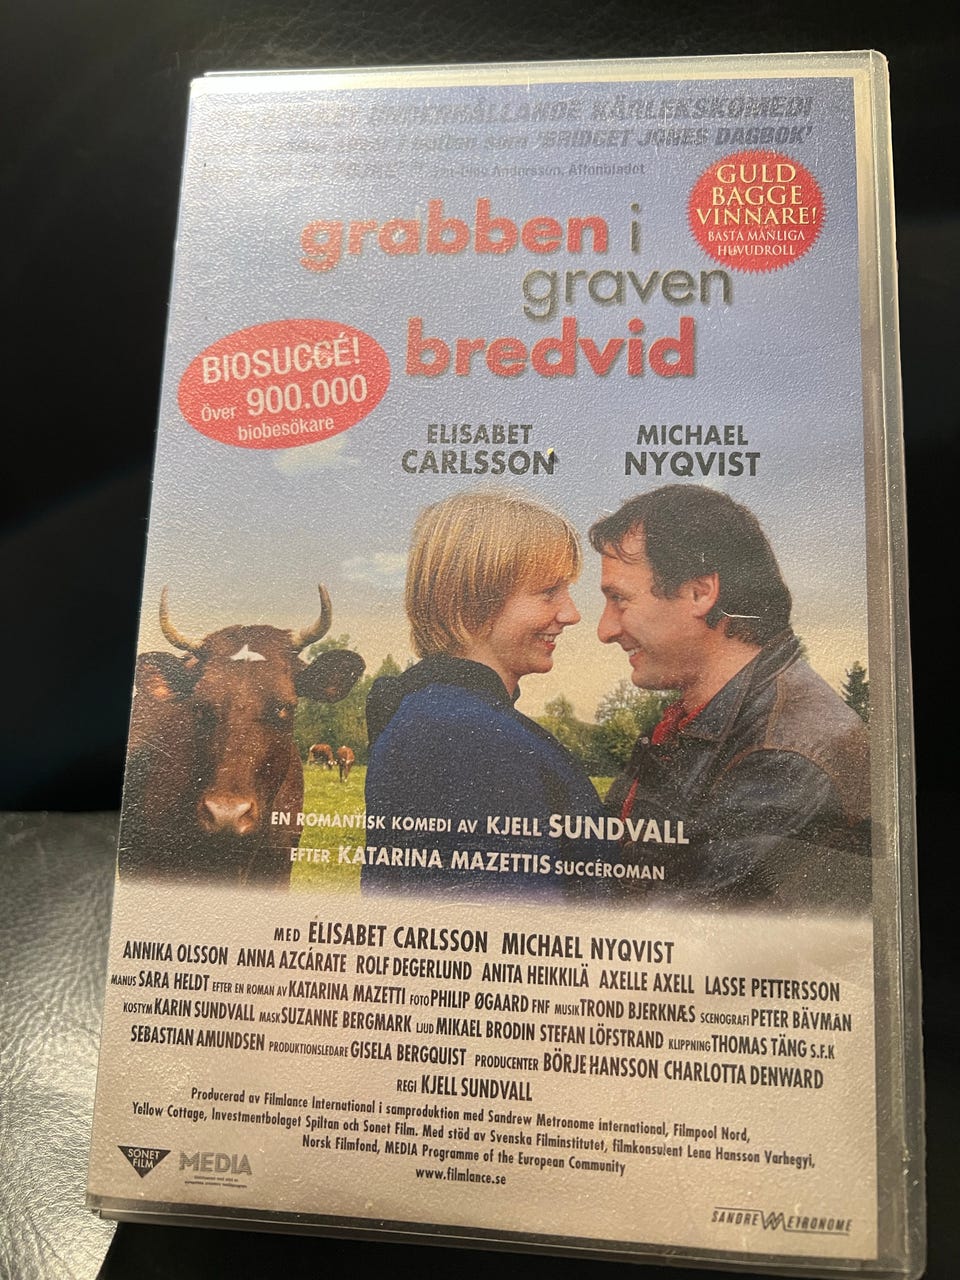 UNDERHÅLLANDE KÄRLEKSKOMEDI
som 'BRIDGET JONES DAGBOK'
Andersson, Aftonbladet
GULD
BAGGE
VINNARE!
BÄSTA MANLIGA
HUVUDROLL
grabben i
graven
bredvid
BIOSUCCÉ!
Över 900.000
biobesökare
ELISABET
CARLSSON
MICHAEL
NYQVIST
EN ROMANTISK KOMEDI AV KJELL SUNDVALL
EFTER KATARINA MAZETTIS SUCCÉROMAN
MED ELISABET CARLSSON MICHAEL NYQVIST
ANNIKA OLSSON ANNA AZCÁRATE ROLF DEGERLUND ANITA HEIKKILÄ AXELLE AXELL LASSE PETTERSSON
MANUS SARA HELDT EFTER EN ROMAN AV KATARINA MAZETTI FOTO PHILIP ØGAARD FNF MUSIK TROND BJERKNÆS SCENOGRAFI PETER BÄVMAN
KOSTYM KARIN SUNDVALL MASK SUZANNE BERGMARK LJUD MIKAEL BRODIN STEFAN LÖFSTRAND KLIPPNING THOMAS TÄNG S.F.K
SEBASTIAN AMUNDSEN PRODUKTIONSLEDARE GISELA BERGQUIST PRODUCENTER BÖRJE HANSSON CHARLOTTA DENWARD
REGI KJELL SUNDVALL
Producerad av Filmlance International i samproduktion med Sandrew Metronome international, Filmpool Nord,
Yellow Cottage, Investmentbolaget Spiltan och Sonet Film. Med stöd av Svenska Filminstitutet, filmkonsulent Lena Hansson Varhegyi,
Norsk Filmfond, MEDIA Programme of the European Community
www.filmlance.se
SONET
FILM
MEDIA
SANDREW METRONOME